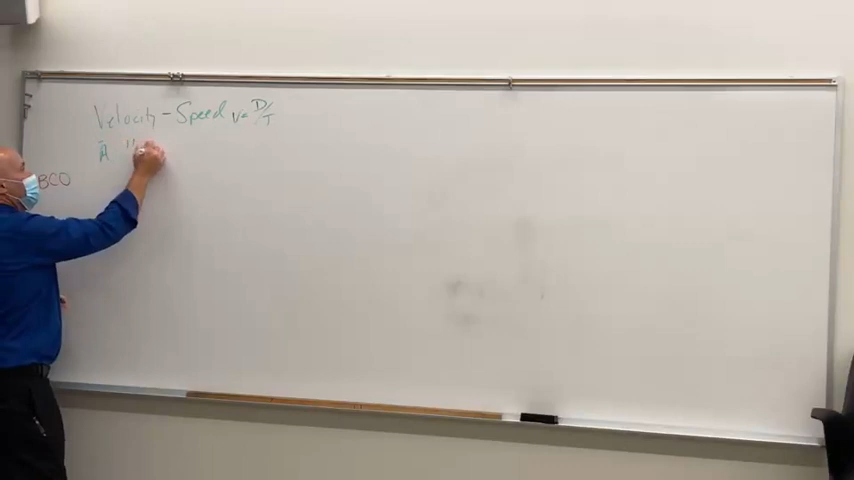 Velocity - Speed V= D/T
A "
BCO